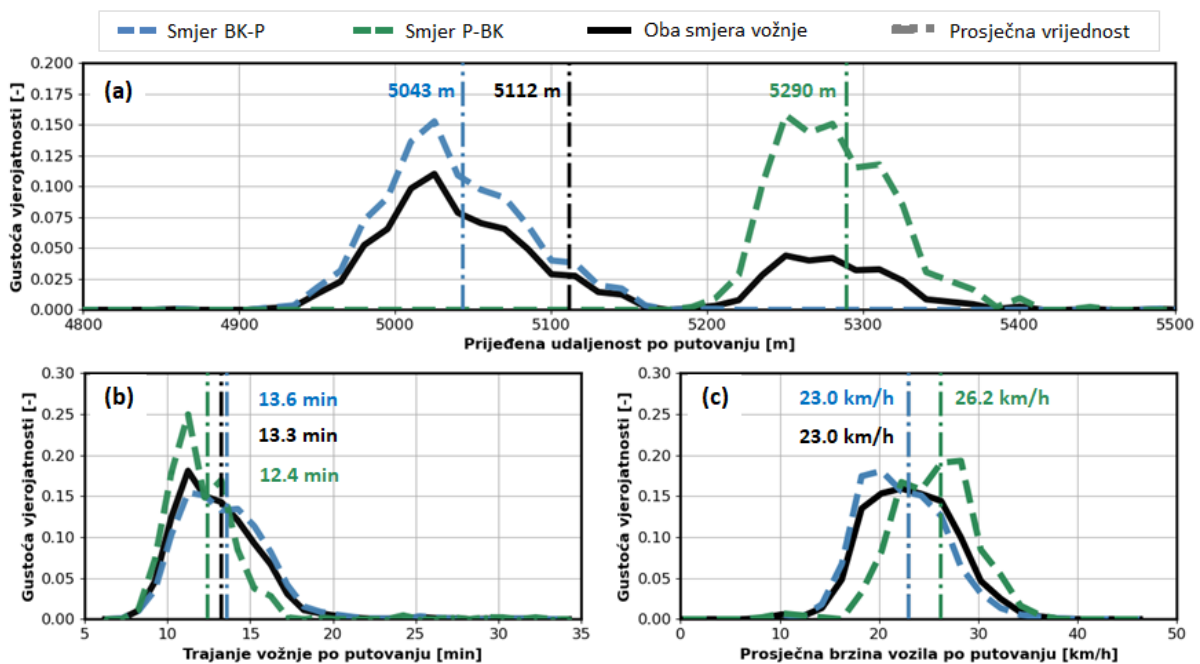 Smjer BK-P Smjer P-BK Oba smjera vožnje Prosječna vrijednost
Gustoća vjerojatnosti [-]
0.200
0.175
0.150
0.125
0.100
0.075
0.050
0.025
0.000
(a)
5043 m 5112 m 5290 m
4800 4900 5000 5100 5200 5300 5400 5500
Prijeđena udaljenost po putovanju [m]
Gustoća vjerojatnosti [-]
0.30
0.25
0.20
0.15
0.10
0.05
0.00
(b)
13.6 min
13.3 min
12.4 min
5 10 15 20 25 30 35
Trajanje vožnje po putovanju [min]
Gustoća vjerojatnosti [-]
0.30
0.25
0.20
0.15
0.10
0.05
0.00
(c)
23.0 km/h 26.2 km/h
23.0 km/h
0 10 20 30 40 50
Prosječna brzina vozila po putovanju [km/h]